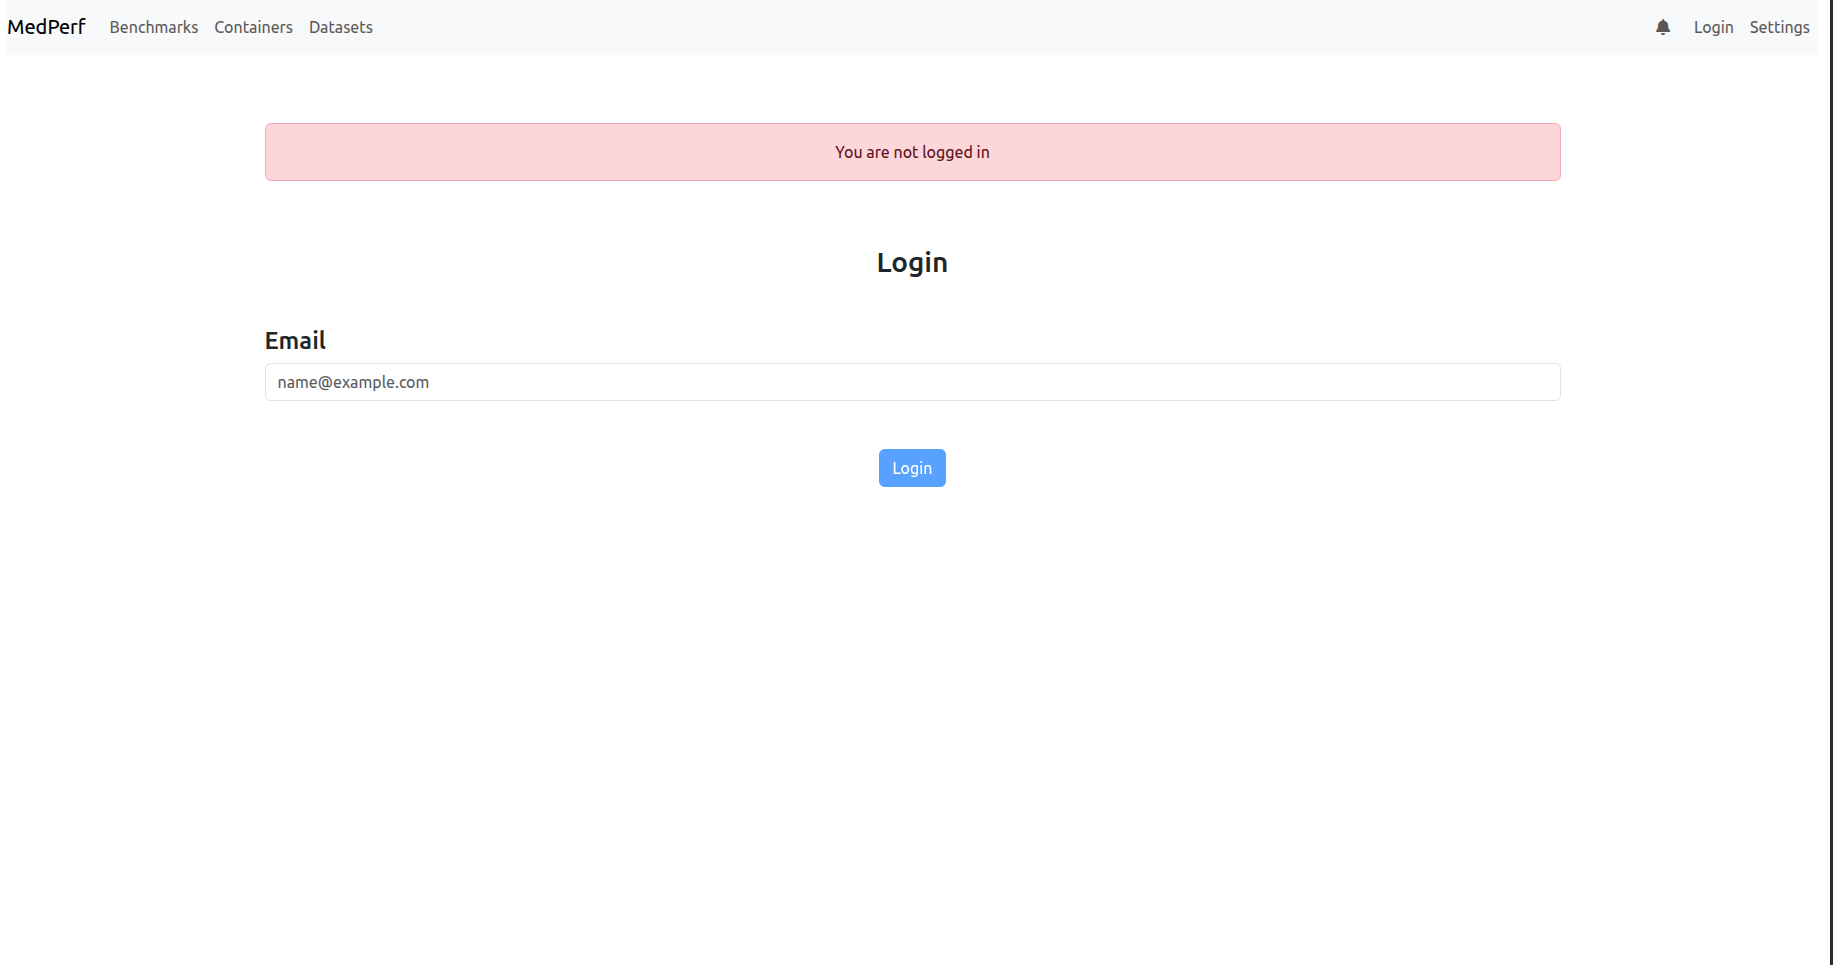 MedPerf Benchmarks Containers Datasets Login Settings
You are not logged in
Login
Email
name@example.com
Login